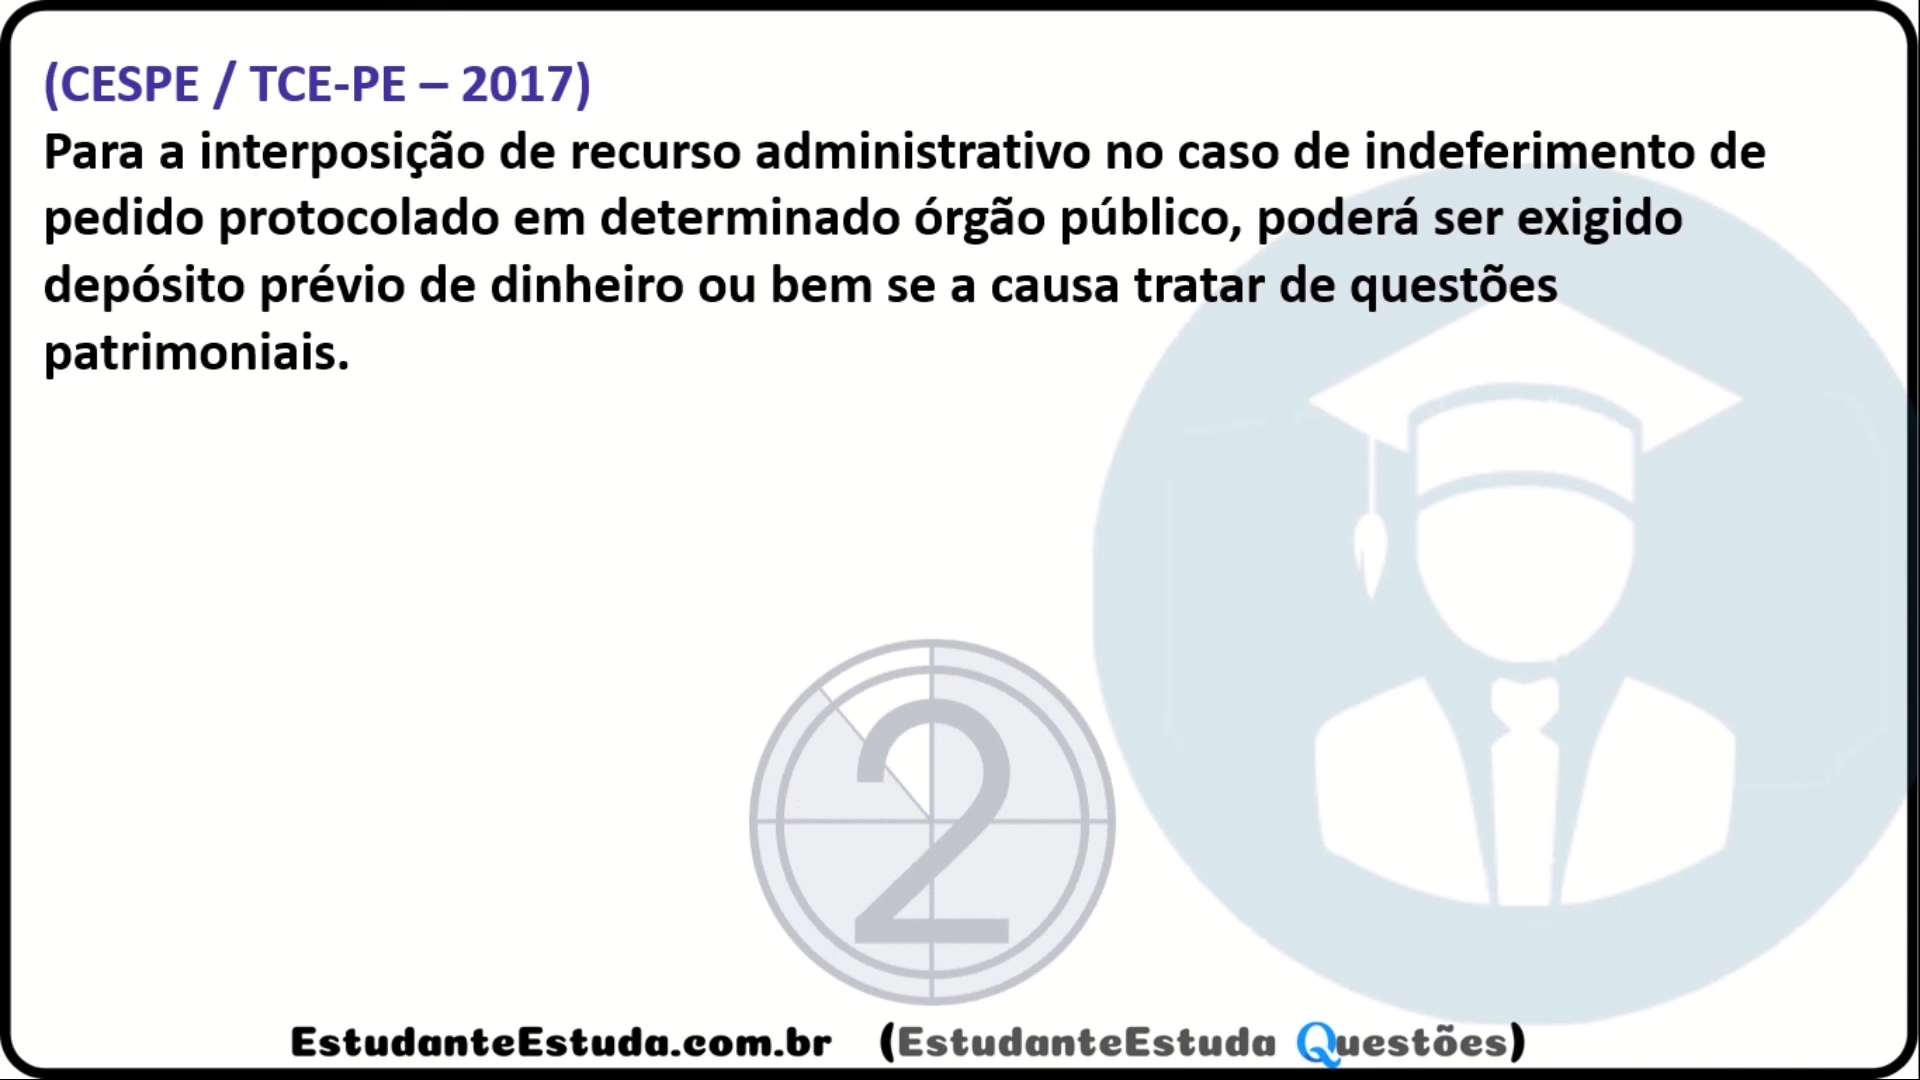 (CESPE / TCE-PE – 2017)
Para a interposição de recurso administrativo no caso de indeferimento de
pedido protocolado em determinado órgão público, poderá ser exigido
depósito prévio de dinheiro ou bem se a causa tratar de questões
patrimoniais.
2
EstudanteEstuda.com.br (EstudanteEstuda Questões)